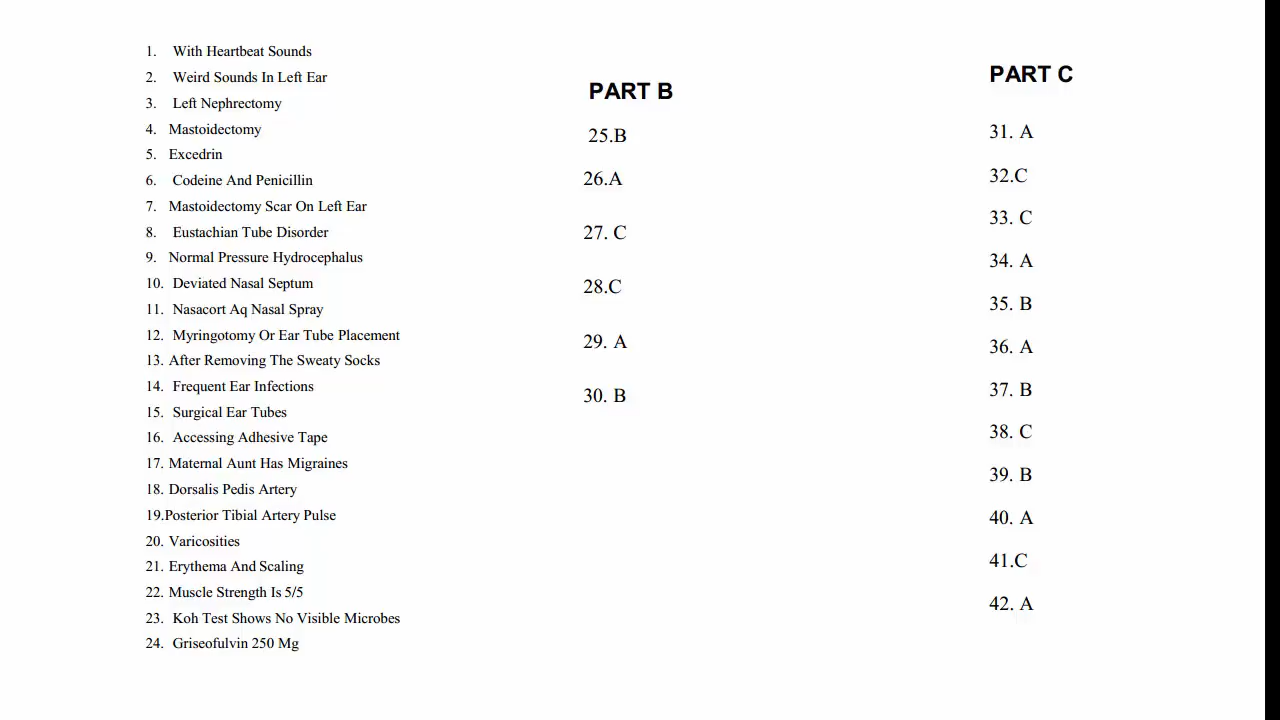 1. With Heartbeat Sounds
2. Weird Sounds In Left Ear
3. Left Nephrectomy
4. Mastoidectomy
5. Excedrin
6. Codeine And Penicillin
7. Mastoidectomy Scar On Left Ear
8. Eustachian Tube Disorder
9. Normal Pressure Hydrocephalus
10. Deviated Nasal Septum
11. Nasacort Aq Nasal Spray
12. Myringotomy Or Ear Tube Placement
13. After Removing The Sweaty Socks
14. Frequent Ear Infections
15. Surgical Ear Tubes
16. Accessing Adhesive Tape
17. Maternal Aunt Has Migraines
18. Dorsalis Pedis Artery
19.Posterior Tibial Artery Pulse
20. Varicosities
21. Erythema And Scaling
22. Muscle Strength Is 5/5
23. Koh Test Shows No Visible Microbes
24. Griseofulvin 250 Mg
PART B
25.B
26.A
27. C
28.C
29. A
30. B
PART C
31. A
32.C
33. C
34. A
35. B
36. A
37. B
38. C
39. B
40. A
41.C
42. A